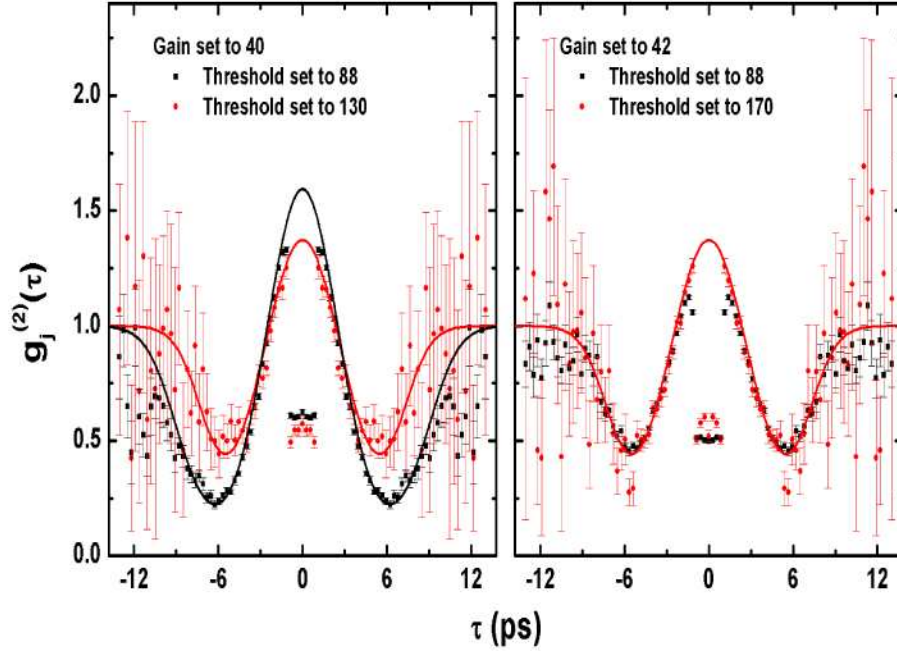 Gain set to 40
Threshold set to 88
Threshold set to 130
Gain set to 42
Threshold set to 88
Threshold set to 170
2.0
1.5
1.0
0.5
0.0
g_j^(2)(τ)
-12 -6 0 6 12
-12 -6 0 6 12
τ (ps)